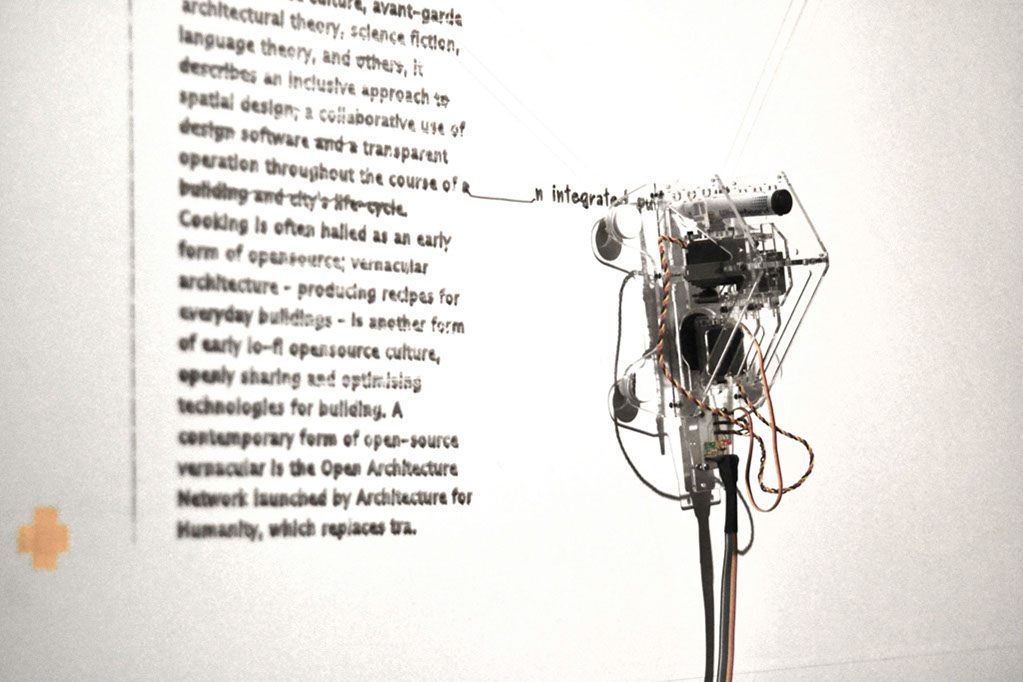 culture, avant-garde
architectural theory, science fiction,
language theory, and others, it
describes an inclusive approach to
spatial design; a collaborative use of
design software and a transparent
operation throughout the course of a
building and city's life-cycle.
Cooking is often hailed as an early
form of opensource; vernacular
architecture - producing recipes for
everyday buildings - is another form
of early lo-fi opensource culture,
openly sharing and optimising
technologies for building. A
contemporary form of open-source
vernacular is the Open Architecture
Network launched by Architecture for
Humanity, which replaces tra.
n integrated